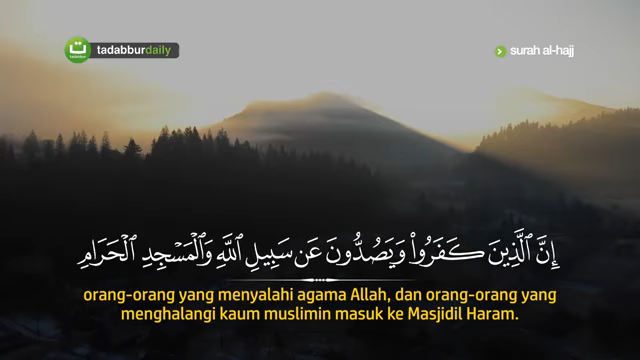 tadabburdaily
tadabbur
surah al-hajj
إِنَّ ٱلَّذِينَ كَفَرُوا۟ وَيَصُدُّونَ عَن سَبِيلِ ٱللَّهِ وَٱلْمَسْجِدِ ٱلْحَرَامِ
orang-orang yang menyalahi agama Allah, dan orang-orang yang
menghalangi kaum muslimin masuk ke Masjidil Haram.